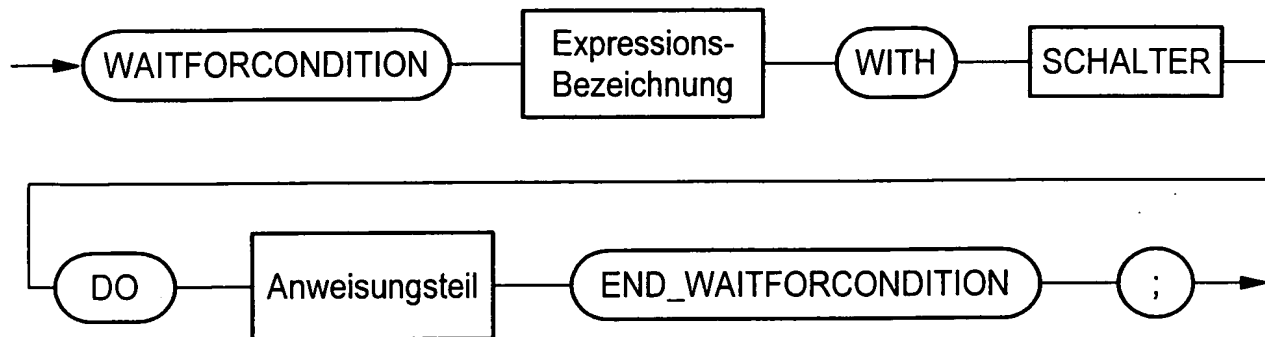 WAITFORCONDITION
Expressions-
Bezeichnung
WITH
SCHALTER
DO
Anweisungsteil
END_WAITFORCONDITION
;